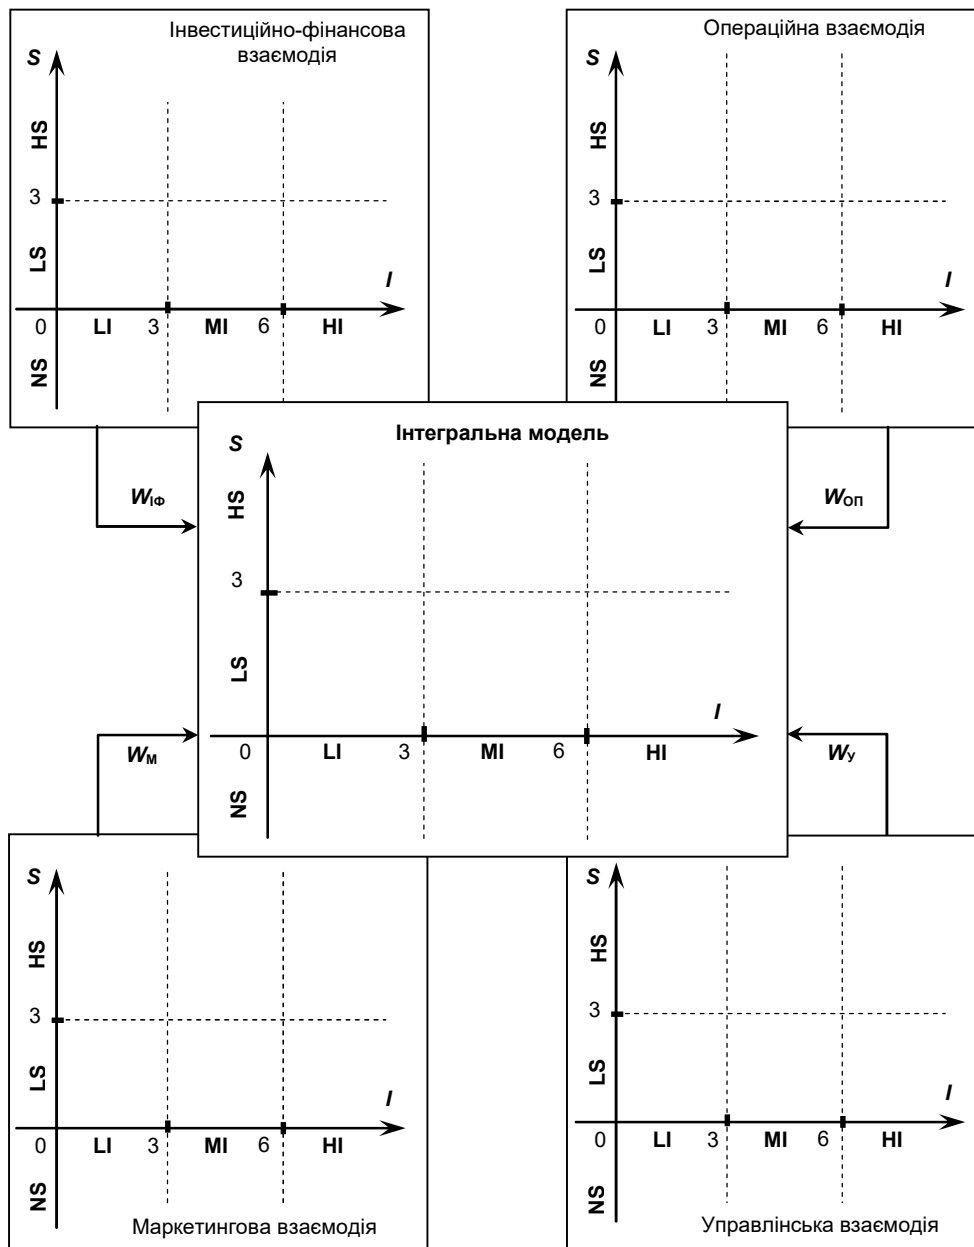 Інвестиційно-фінансова
взаємодія
S
HS
3
LS
I
0 LI 3 MI 6 HI
NS
Операційна взаємодія
S
HS
3
LS
I
0 LI 3 MI 6 HI
NS
WІФ
WОП
Інтегральна модель
S
HS
3
LS
I
0 LI 3 MI 6 HI
NS
WМ
WУ
S
HS
3
LS
I
0 LI 3 MI 6 HI
NS
Маркетингова взаємодія
S
HS
3
LS
I
0 LI 3 MI 6 HI
NS
Управлінська взаємодія